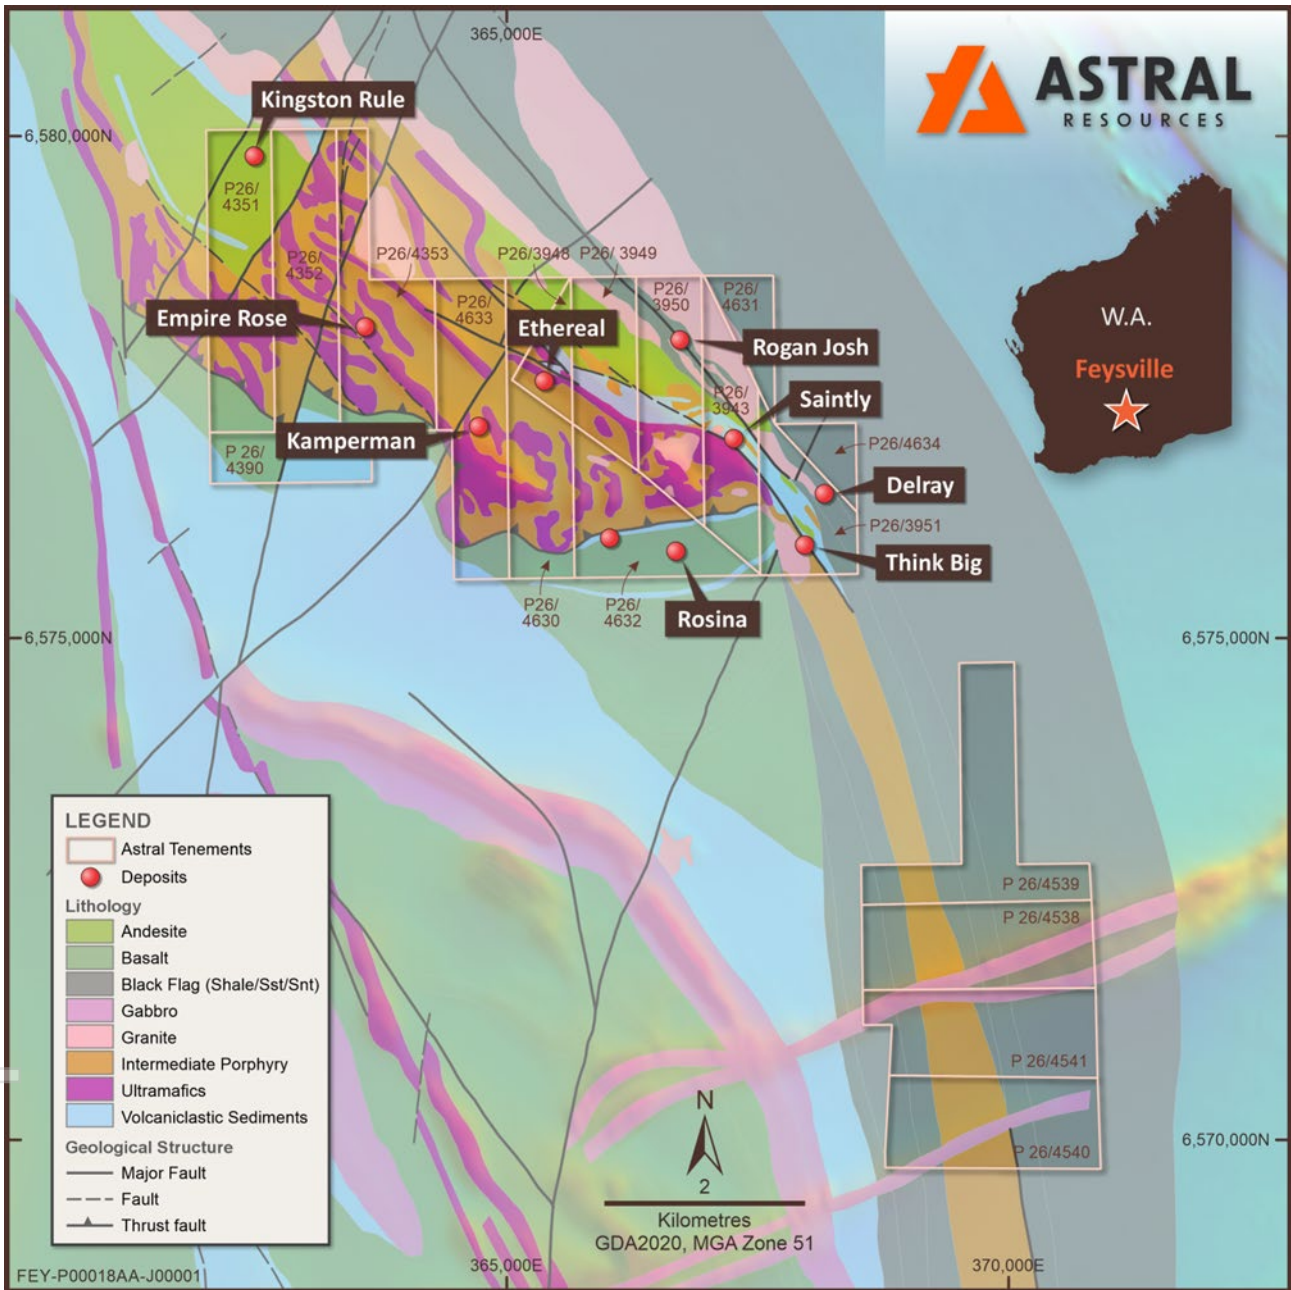 365,000E
ASTRAL
RESOURCES
Kingston Rule
6,580,000N
P26/
4351
P26/
4352
P26/4353
P26/3948
P26/ 3949
P26/
4633
P26/
3950
P26/
4631
W.A.
Feysville
Empire Rose
Ethereal
Rogan Josh
P26/
3943
Saintly
Kamperman
P 26/
4390
P26/4634
Delray
P26/3951
Think Big
P26/
4630
P26/
4632
Rosina
6,575,000N
6,575,000N
LEGEND
Astral Tenements
Deposits
Lithology
Andesite
Basalt
Black Flag (Shale/Sst/Snt)
Gabbro
Granite
Intermediate Porphyry
Ultramafics
Volcaniclastic Sediments
Geological Structure
Major Fault
Fault
Thrust fault
P 26/4539
P 26/4538
P 26/4541
P 26/4540
N
2
Kilometres
GDA2020, MGA Zone 51
6,570,000N
365,000E
370,000E
FEY-P00018AA-J00001